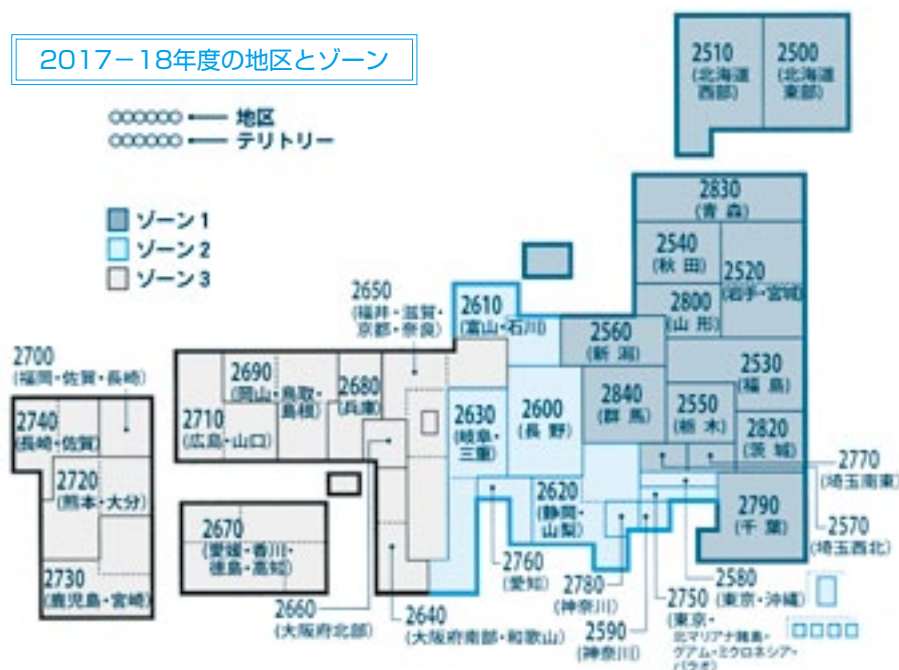 2017－18年度の地区とゾーン
地区
テリトリー
ゾーン1
ゾーン2
ゾーン3
2510
(北海道
西部)
2500
(北海道
東部)
2830
(青 森)
2540
(秋 田)
2520
(岩手・宮城)
2800
(山 形)
2650
(福井・滋賀・
京都・奈良)
2610
(富山・石川)
2560
(新 潟)
2530
(福 島)
2700
(福岡・佐賀・長崎)
2690
(岡山・鳥取・
島根)
2680
(兵庫)
2840
(群 馬)
2550
(栃 木)
2740
(長崎・佐賀)
2710
(広島・山口)
2630
(岐阜・
三重)
2600
(長 野)
2820
(茨 城)
2770
(埼玉南東)
2720
(熊本・大分)
2620
(静岡・
山梨)
2790
(千 葉)
2570
(埼玉西北)
2670
(愛媛・香川・
徳島・高知)
2760
(愛知)
2780
(神奈川)
2580
(東京・沖縄)
2730
(鹿児島・宮崎)
2660
(大阪府北部)
2640
(大阪府南部・和歌山)
2590
(神奈川)
2750
(東京・
北マリアナ諸島・
グアム・ミクロネシア・
パラオ)